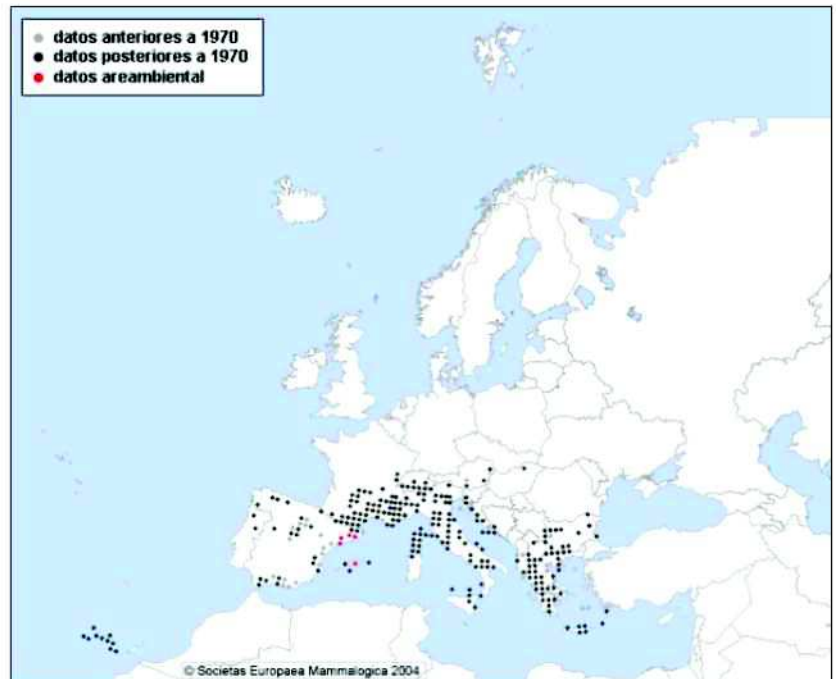 datos anteriores a 1970
datos posteriores a 1970
datos areambiental
© Societas Europaea Mammalogica 2004